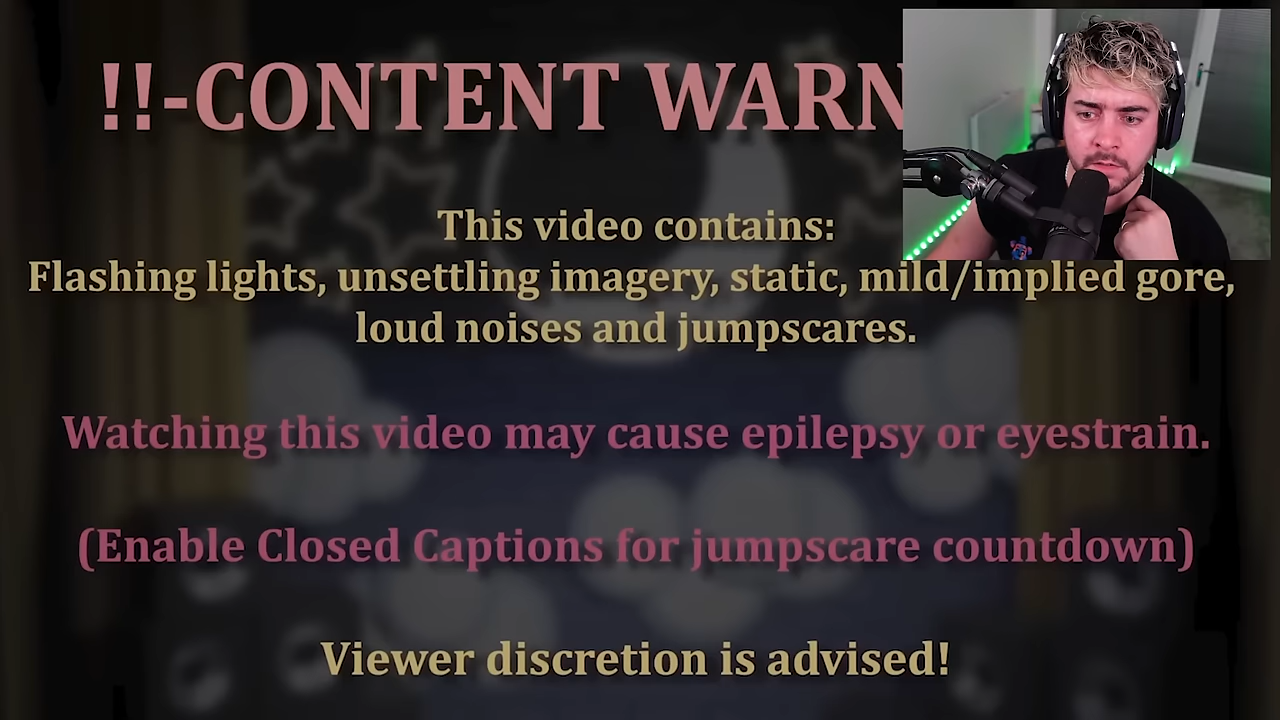 !!-CONTENT WARN
This video contains:
Flashing lights, unsettling imagery, static, mild/implied gore,
loud noises and jumpscares.
Watching this video may cause epilepsy or eyestrain.
(Enable Closed Captions for jumpscare countdown)
Viewer discretion is advised!